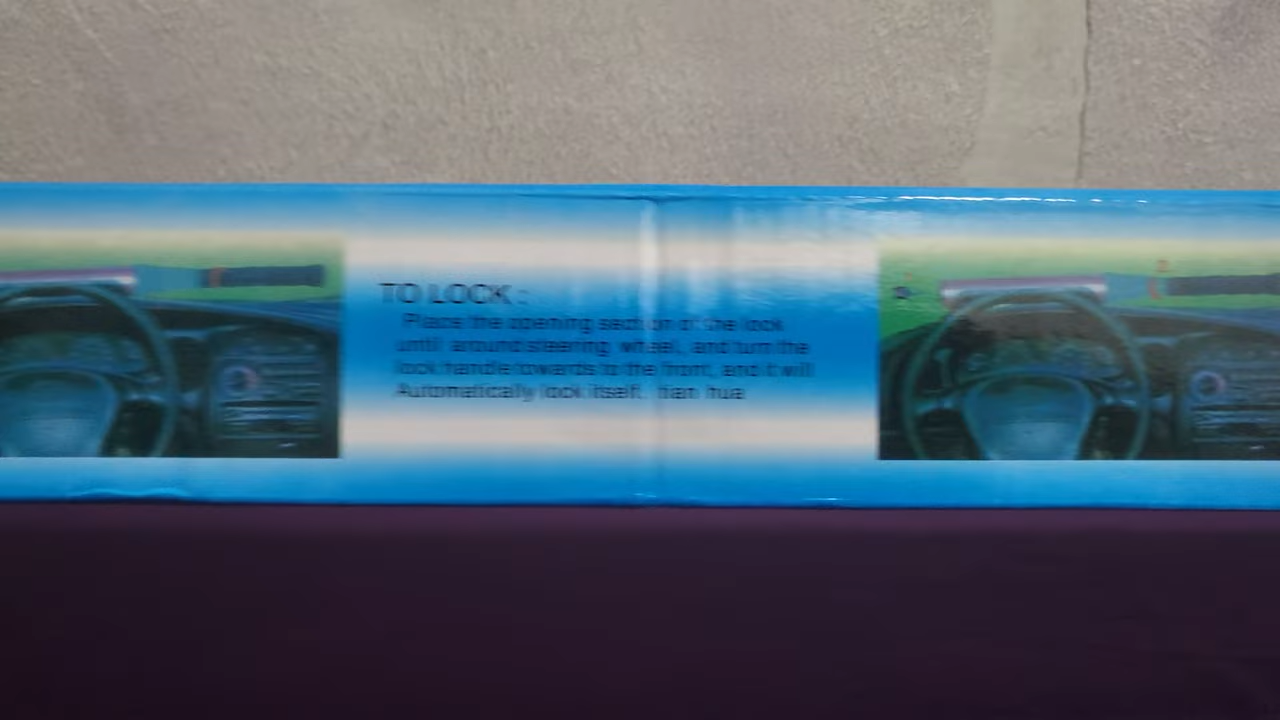 TO LOCK :
Place the opening section of the lock
until around steering wheel, and turn the
lock handle towards to the front, and it will
Automatically lock itself. tian hua